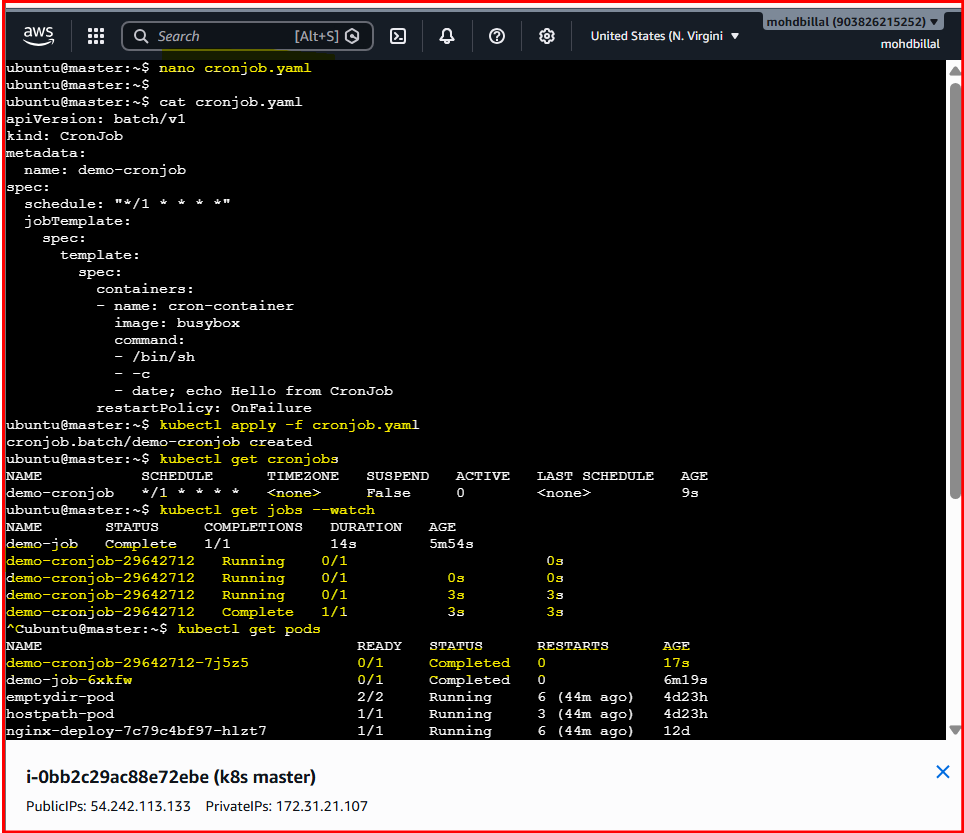 mohdbillal (903826215252) ▼
aws
Search [Alt+S]
United States (N. Virgini ▼
mohdbillal
ubuntu@master:~$ nano cronjob.yaml
ubuntu@master:~$
ubuntu@master:~$ cat cronjob.yaml
apiVersion: batch/v1
kind: CronJob
metadata:
  name: demo-cronjob
spec:
  schedule: "*/1 * * * *"
  jobTemplate:
    spec:
      template:
        spec:
          containers:
          - name: cron-container
            image: busybox
            command:
            - /bin/sh
            - -c
            - date; echo Hello from CronJob
          restartPolicy: OnFailure
ubuntu@master:~$ kubectl apply -f cronjob.yaml
cronjob.batch/demo-cronjob created
ubuntu@master:~$ kubectl get cronjobs
NAME SCHEDULE TIMEZONE SUSPEND ACTIVE LAST SCHEDULE AGE
demo-cronjob */1 * * * * <none> False 0 <none> 9s
ubuntu@master:~$ kubectl get jobs --watch
NAME STATUS COMPLETIONS DURATION AGE
demo-job Complete 1/1 14s 5m54s
demo-cronjob-29642712 Running 0/1 0s
demo-cronjob-29642712 Running 0/1 0s 0s
demo-cronjob-29642712 Running 0/1 3s 3s
demo-cronjob-29642712 Complete 1/1 3s 3s
^Cubuntu@master:~$ kubectl get pods
NAME READY STATUS RESTARTS AGE
demo-cronjob-29642712-7j5z5 0/1 Completed 0 17s
demo-job-6xkfw 0/1 Completed 0 6m19s
emptydir-pod 2/2 Running 6 (44m ago) 4d23h
hostpath-pod 1/1 Running 3 (44m ago) 4d23h
nginx-deploy-7c79c4bf97-hlzt7 1/1 Running 6 (44m ago) 12d
i-0bb2c29ac88e72ebe (k8s master)
PublicIPs: 54.242.113.133 PrivateIPs: 172.31.21.107